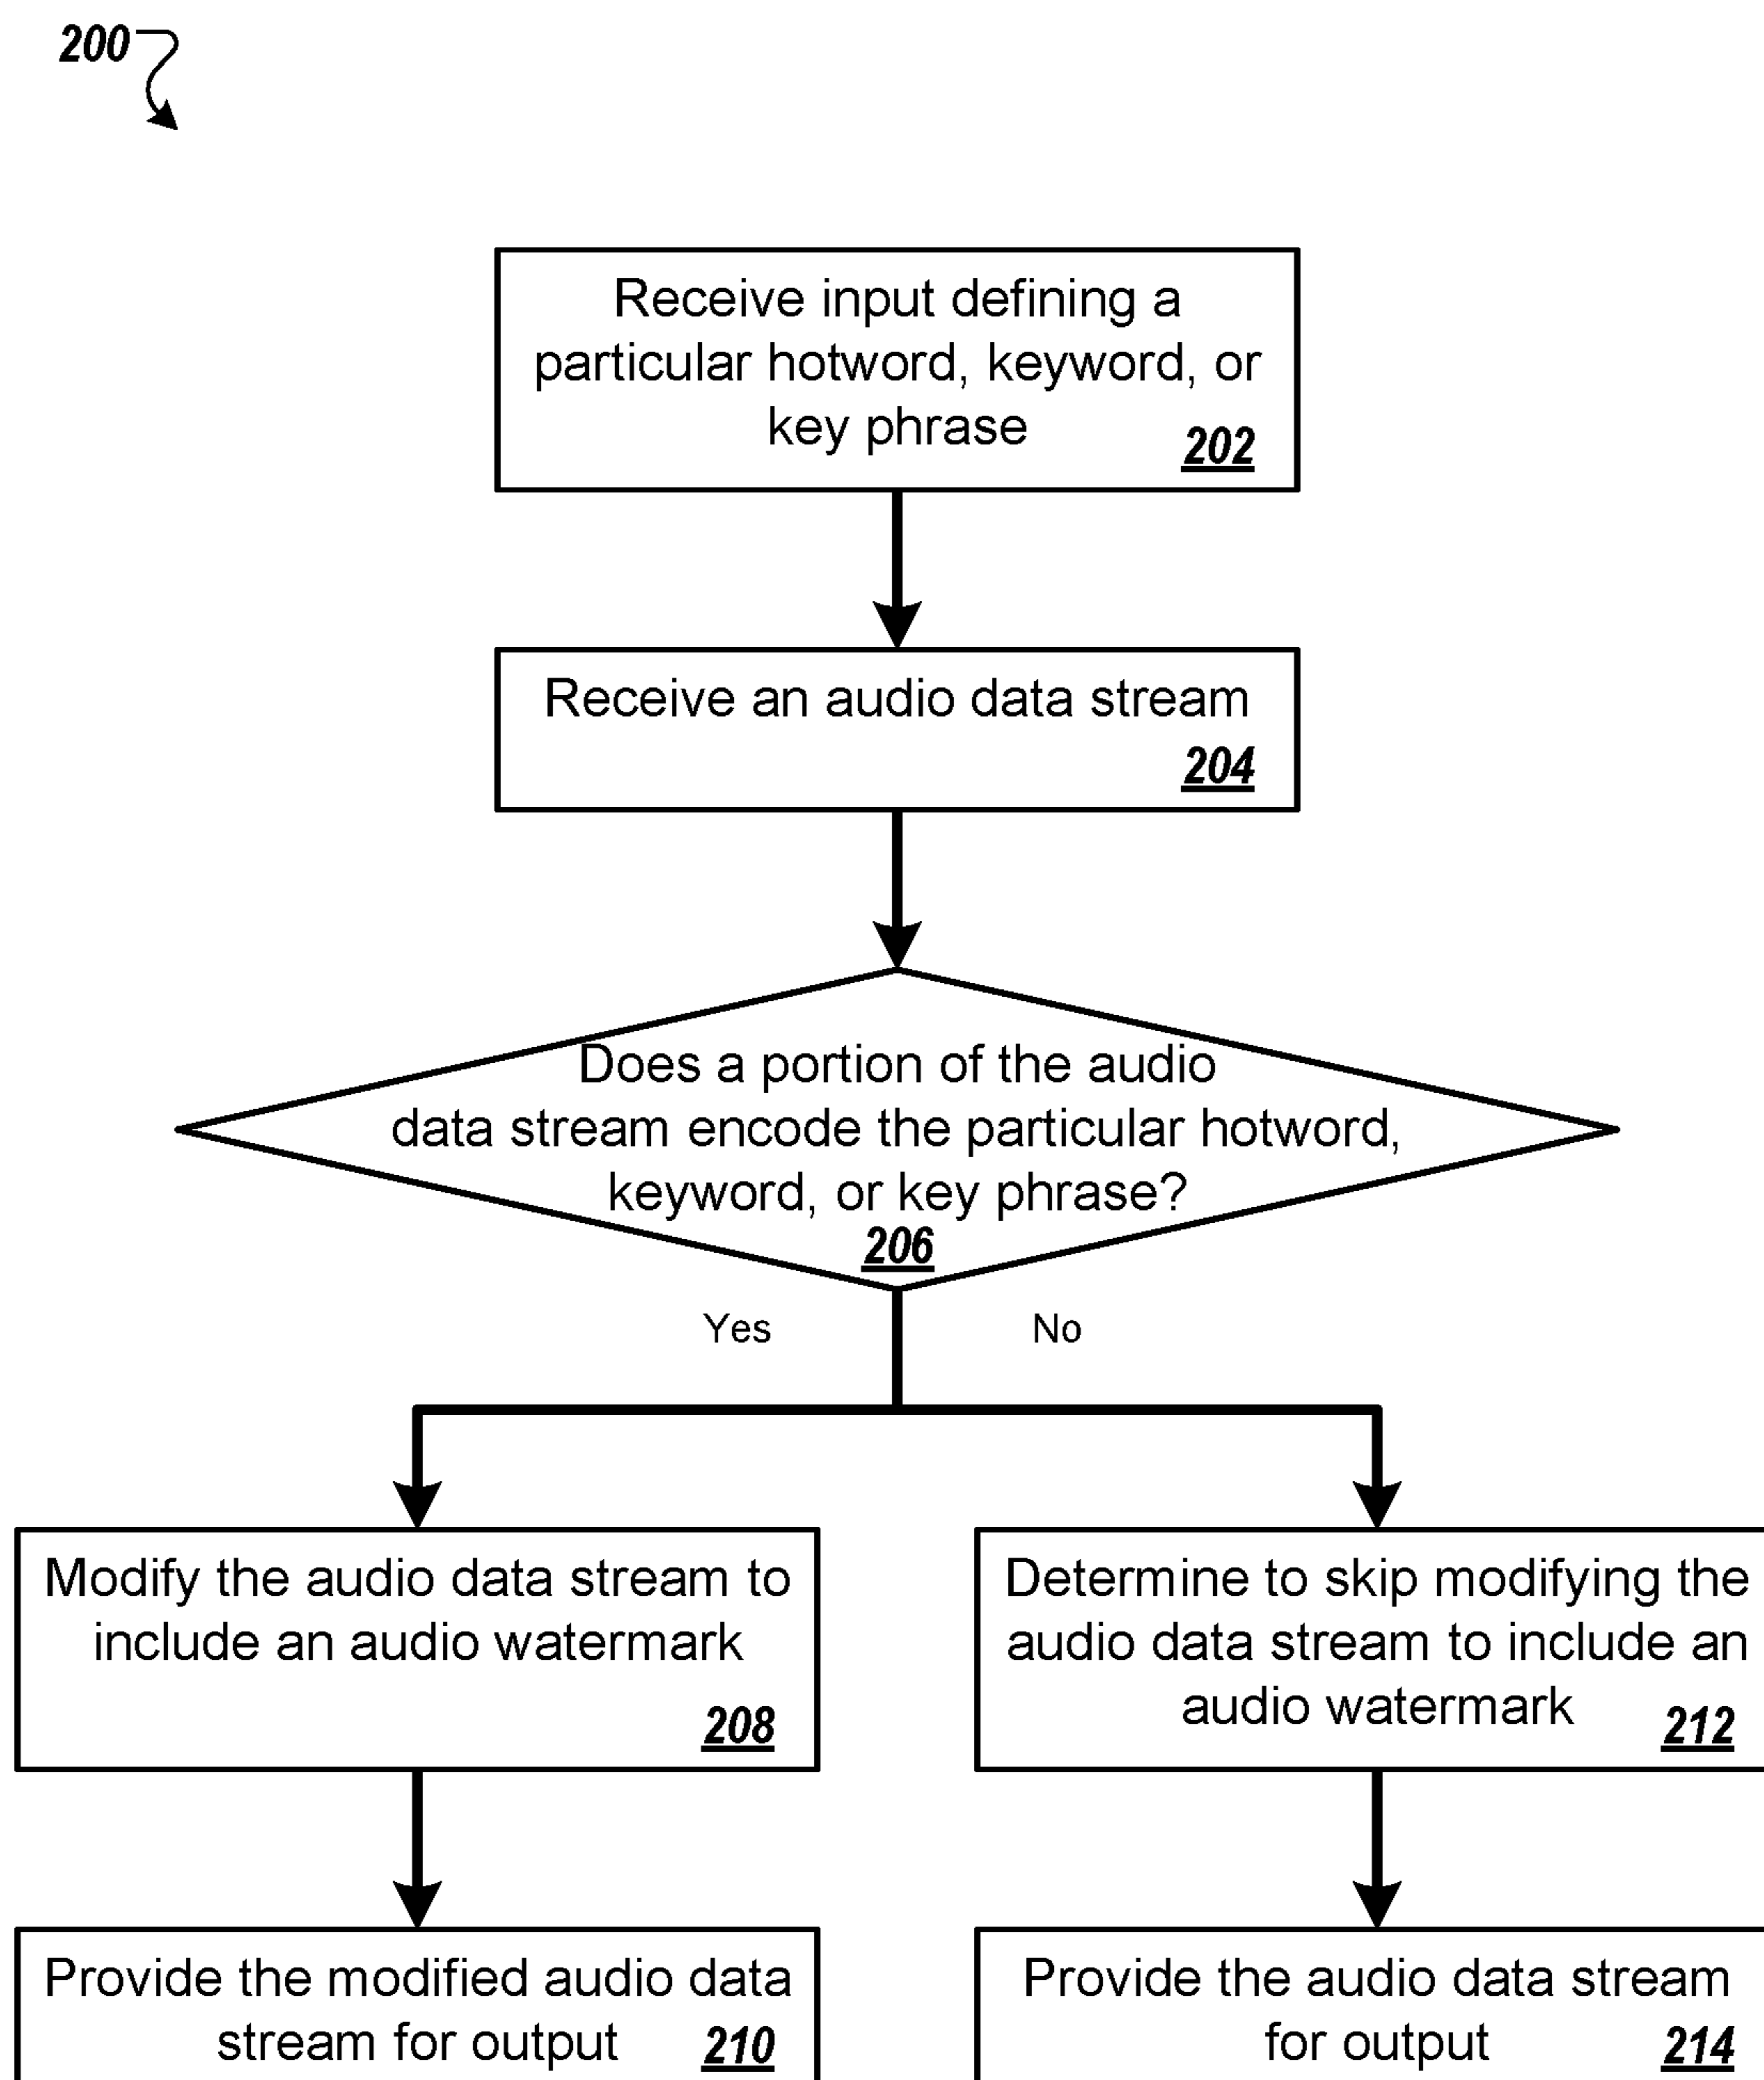 200
Receive input defining a
particular hotword, keyword, or
key phrase 202
Receive an audio data stream
204
Does a portion of the audio
data stream encode the particular hotword,
keyword, or key phrase?
206
Yes No
Modify the audio data stream to
include an audio watermark
208
Determine to skip modifying the
audio data stream to include an
audio watermark 212
Provide the modified audio data
stream for output 210
Provide the audio data stream
for output 214